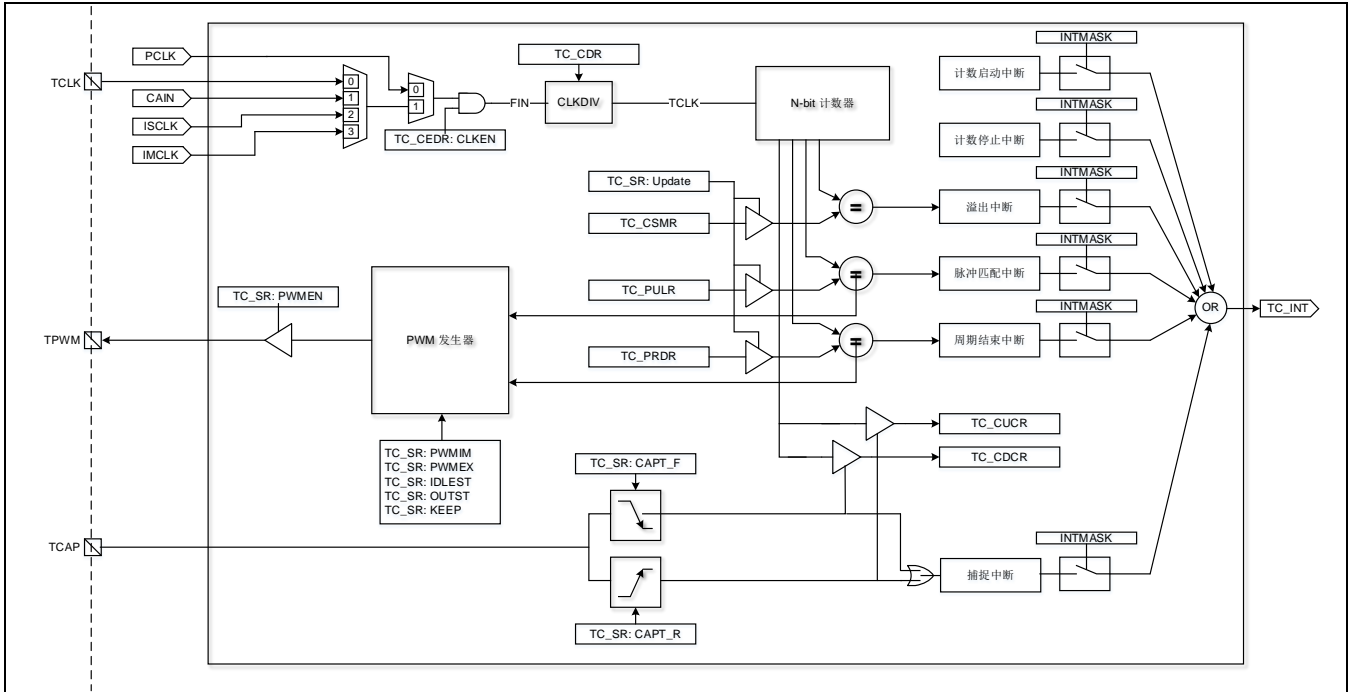 PCLK
TCLK
CAIN
ISCLK
IMCLK
0
1
2
3
0
1
TC_CEDR: CLKEN
FIN
TC_CDR
CLKDIV
TCLK
N-bit 计数器
INTMASK
计数启动中断
INTMASK
计数停止中断
TC_SR: Update
TC_CSMR
=
INTMASK
溢出中断
TC_PULR
=
INTMASK
脉冲匹配中断
TC_PRDR
=
INTMASK
周期结束中断
OR
TC_INT
TC_SR: PWMEN
TPWM
PWM 发生器
TC_SR: PWMIM
TC_SR: PWMEX
TC_SR: IDLEST
TC_SR: OUTST
TC_SR: KEEP
TC_CUCR
TC_CDCR
TC_SR: CAPT_F
TCAP
TC_SR: CAPT_R
INTMASK
捕捉中断